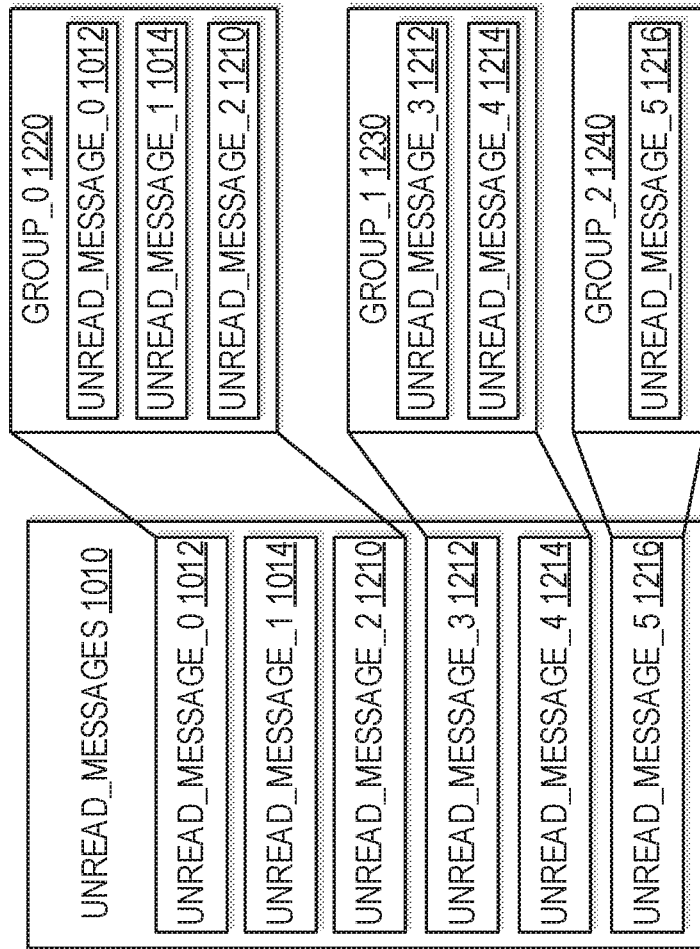 UNREAD_MESSAGES 1010
UNREAD_MESSAGE_0 1012
UNREAD_MESSAGE_1 1014
UNREAD_MESSAGE_2 1210
UNREAD_MESSAGE_3 1212
UNREAD_MESSAGE_4 1214
UNREAD_MESSAGE_5 1216
GROUP_0 1220
UNREAD_MESSAGE_0 1012
UNREAD_MESSAGE_1 1014
UNREAD_MESSAGE_2 1210
GROUP_1 1230
UNREAD_MESSAGE_3 1212
UNREAD_MESSAGE_4 1214
GROUP_2 1240
UNREAD_MESSAGE_5 1216